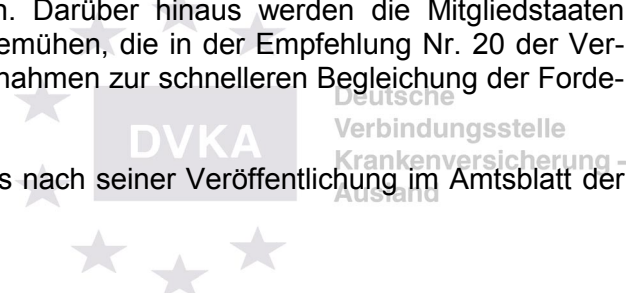 n. Darüber hinaus werden die Mitgliedstaaten
emühen, die in der Empfehlung Nr. 20 der Ver-
nahmen zur schnelleren Begleichung der Forde-
DVKA
Deutsche
Verbindungsstelle
Krankenversicherung -
Ausland
s nach seiner Veröffentlichung im Amtsblatt der